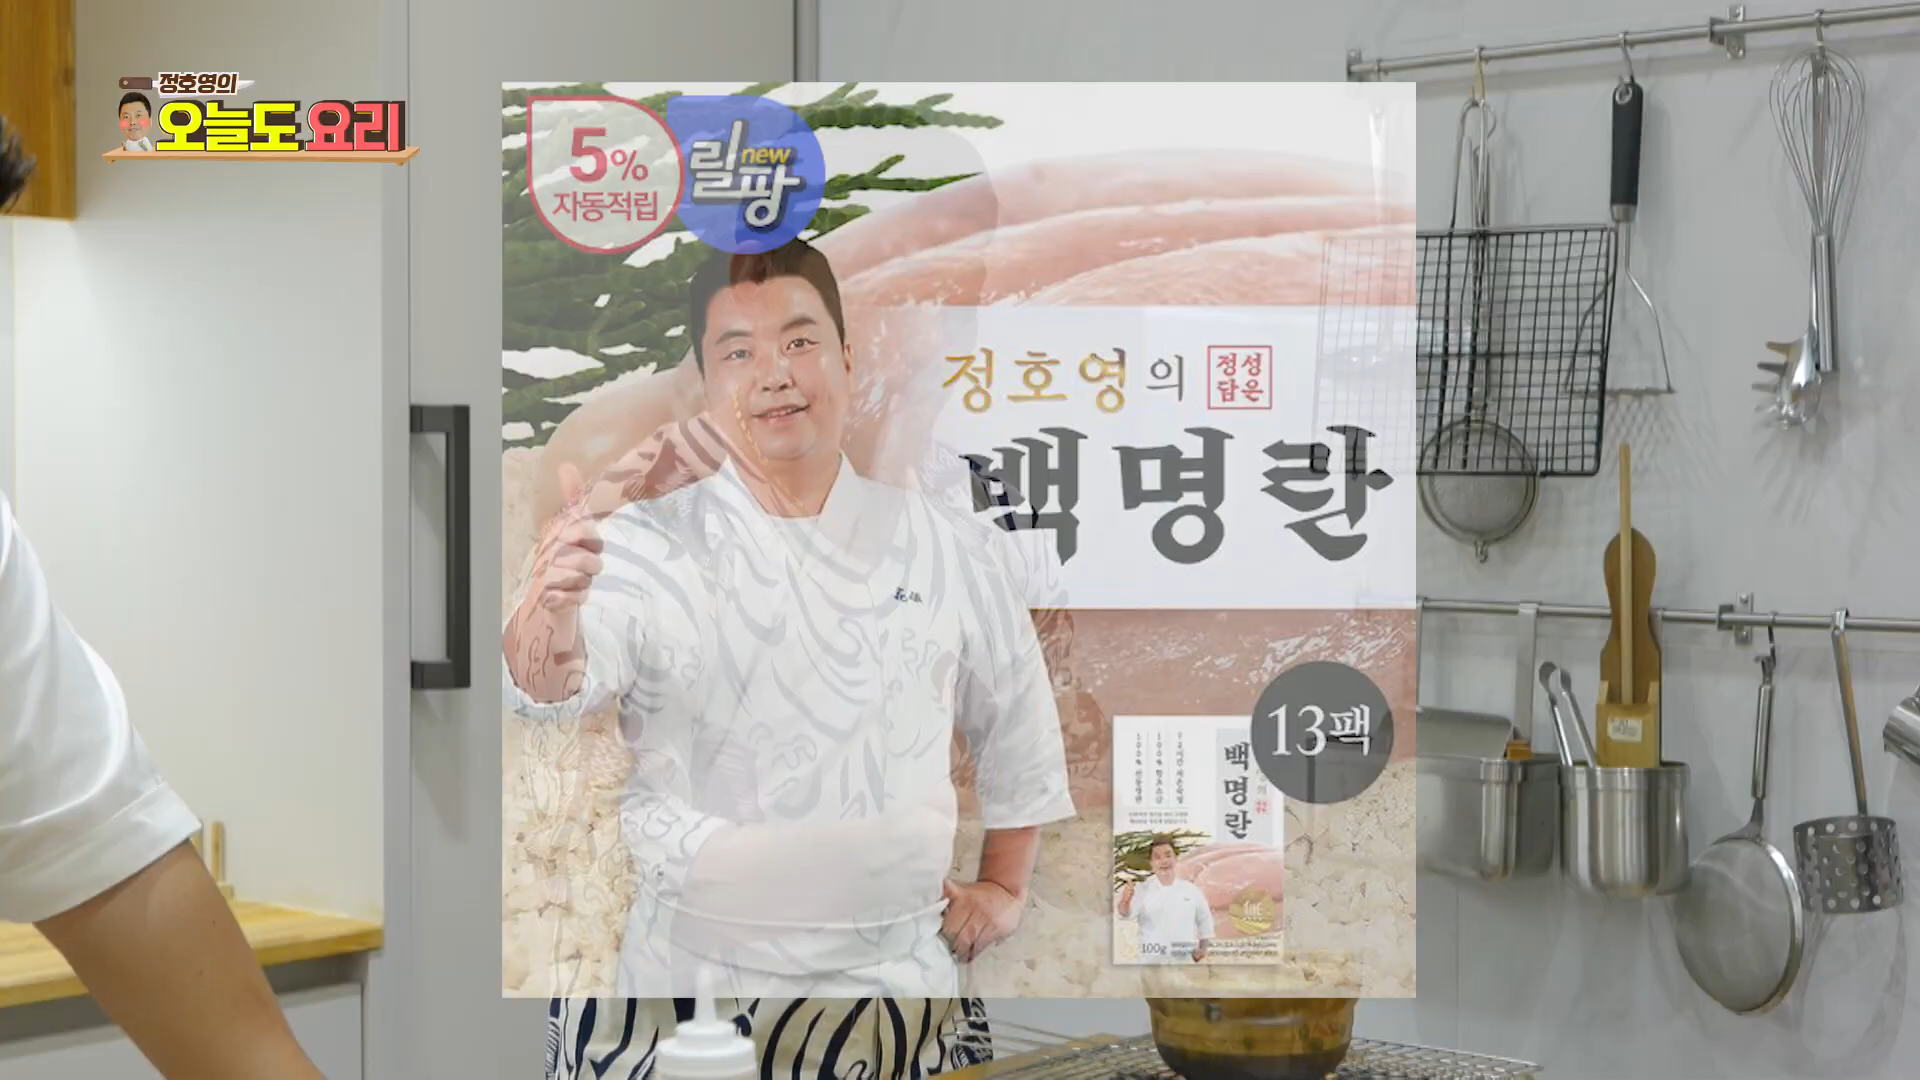 정호영의
오늘도 요리
5%
자동적립
new
릴팡
정호영의
정성
담은
백명란
13팩
백명란
100g